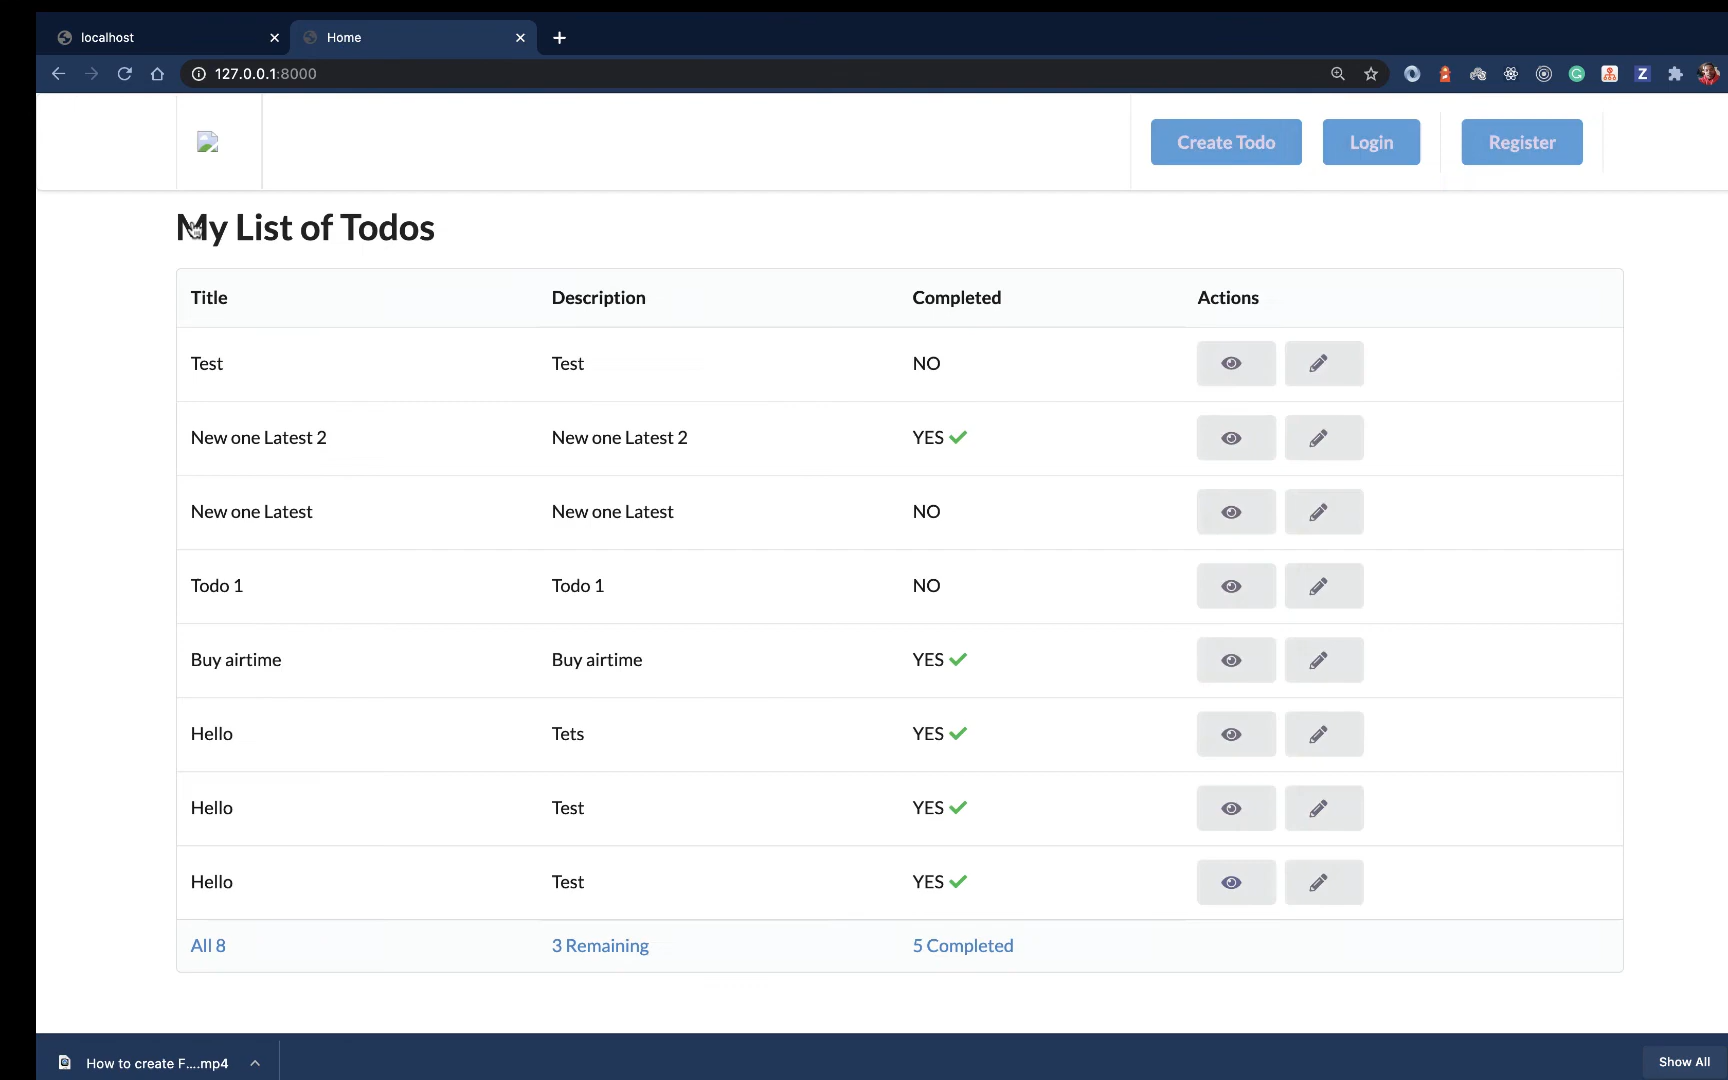 localhost
Home
127.0.0.1:8000
Create Todo Login Register
My List of Todos
Title Description Completed Actions
Test Test NO
New one Latest 2 New one Latest 2 YES
New one Latest New one Latest NO
Todo 1 Todo 1 NO
Buy airtime Buy airtime YES
Hello Tets YES
Hello Test YES
Hello Test YES
All 8 3 Remaining 5 Completed
How to create F....mp4 Show All